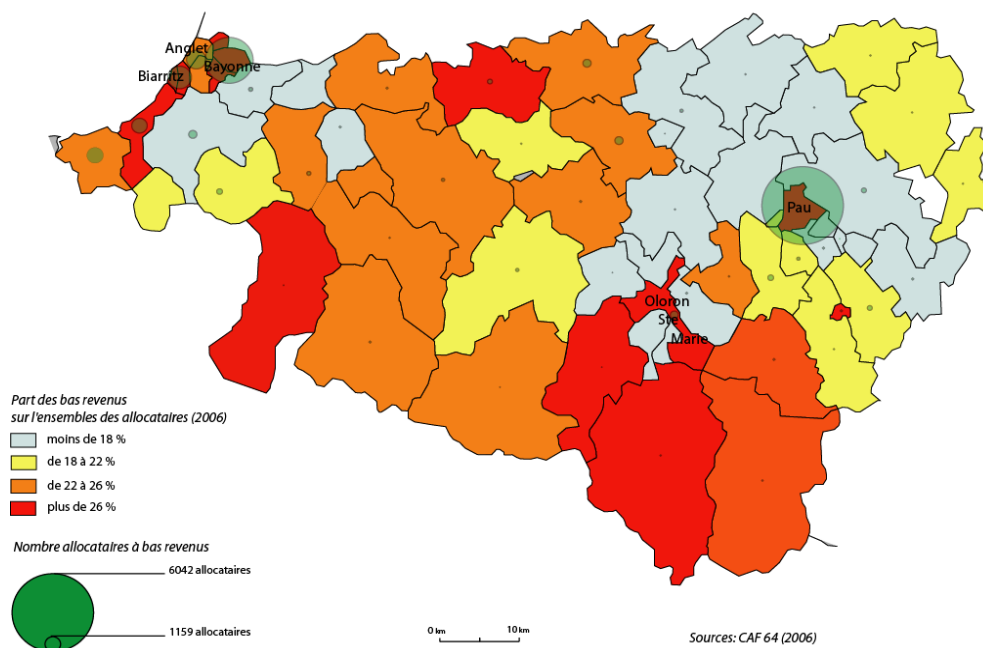 Anglet
Bayonne
Biarritz
Pau
Oloron
Ste
Marie
Part des bas revenus
sur l'ensembles des allocataires (2006)
moins de 18 %
de 18 à 22 %
de 22 à 26 %
plus de 26 %
Nombre allocataires à bas revenus
6042 allocataires
1159 allocataires
0 km 10 km
Sources: CAF 64 (2006)